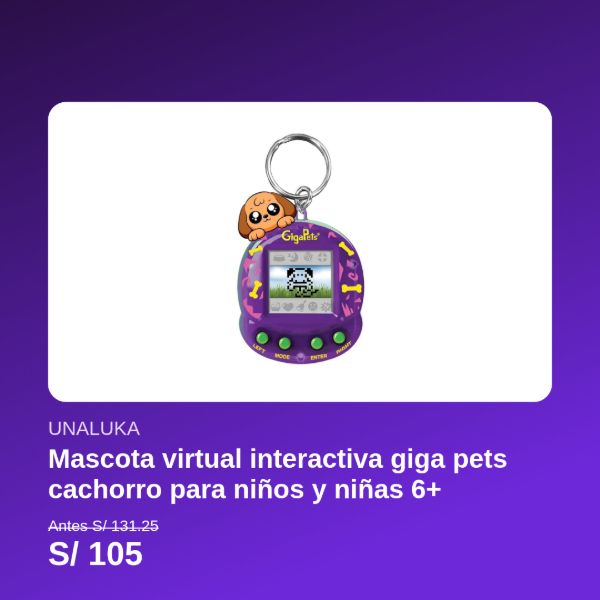 GigaPets
LEFT
MODE
ENTER
RIGHT
UNALUKA
Mascota virtual interactiva giga pets
cachorro para niños y niñas 6+
Antes S/ 131.25
S/ 105